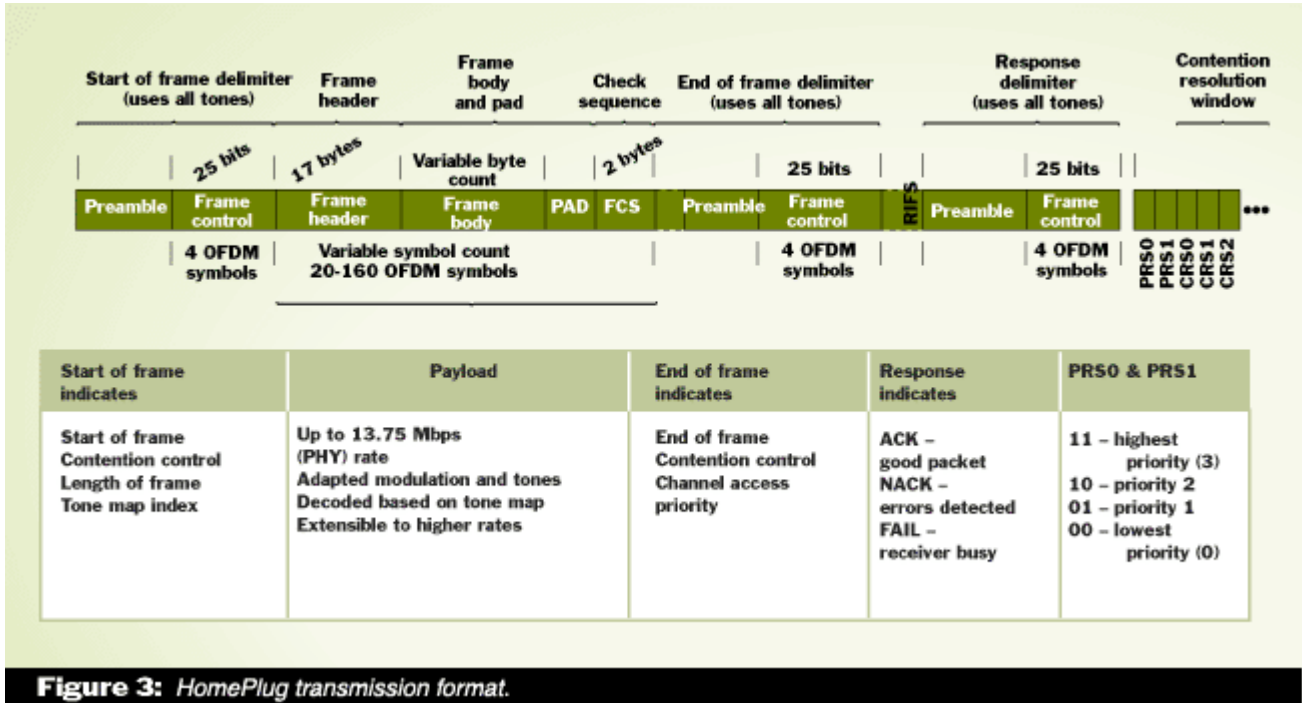 Start of frame delimiter
(uses all tones)
Frame
header
Frame
body
and pad
Check
sequence
End of frame delimiter
(uses all tones)
Response
delimiter
(uses all tones)
Contention
resolution
window
25 bits
17 bytes
Variable byte
count
2 bytes
25 bits
25 bits
Preamble
Frame
control
Frame
header
Frame
body
PAD
FCS
Preamble
Frame
control
RIFS
Preamble
Frame
control
•••
4 OFDM
symbols
Variable symbol count
20-160 OFDM symbols
4 OFDM
symbols
4 OFDM
symbols
PRS0
PRS1
CRS0
CRS1
CRS2
Start of frame
indicates
Payload
End of frame
indicates
Response
indicates
PRS0 & PRS1
Start of frame
Contention control
Length of frame
Tone map index
Up to 13.75 Mbps
(PHY) rate
Adapted modulation and tones
Decoded based on tone map
Extensible to higher rates
End of frame
Contention control
Channel access
priority
ACK –
good packet
NACK –
errors detected
FAIL –
receiver busy
11 – highest
priority (3)
10 – priority 2
01 – priority 1
00 – lowest
priority (0)
Figure 3: HomePlug transmission format.